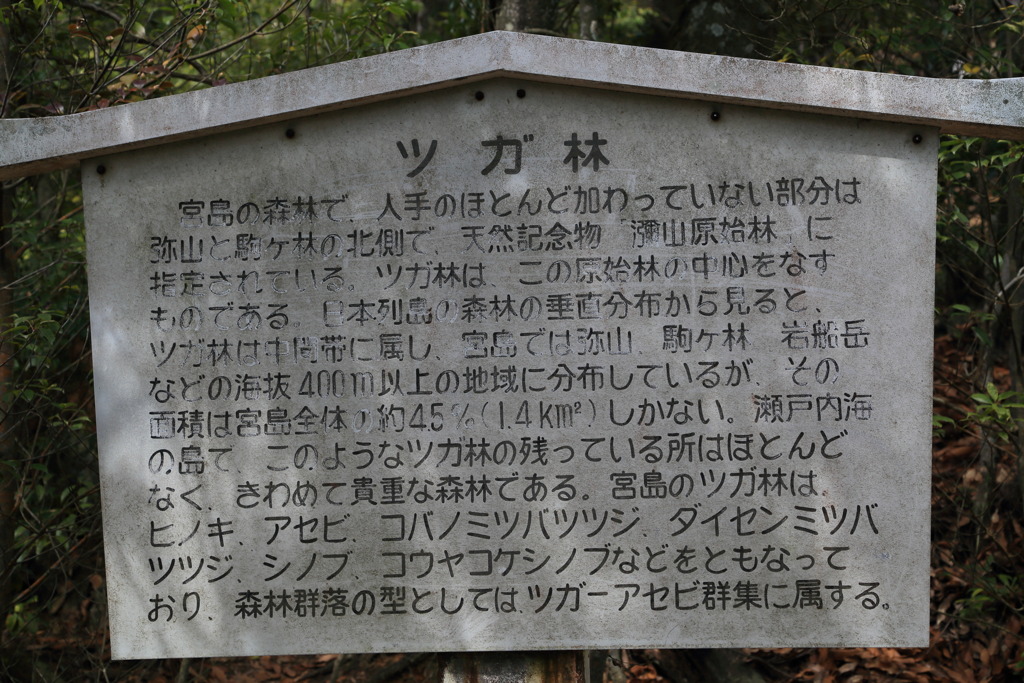 ツガ林
宮島の森林で、人手のほとんど加わっていない部分は
弥山と駒ケ林の北側で、天然記念物「瀰山原始林」に
指定されている。ツガ林は、この原始林の中心をなす
ものである。日本列島の森林の垂直分布から見ると、
ツガ林は中間帯に属し、宮島では弥山、駒ケ林、岩船岳
などの海抜400m以上の地域に分布しているが、その
面積は宮島全体の約4.5%(1.4km²)しかない。瀬戸内海
の島で、このようなツガ林の残っている所はほとんど
なく、きわめて貴重な森林である。宮島のツガ林は、
ヒノキ、アセビ、コバノミツバツツジ、ダイセンミツバ
ツツジ、シノブ、コウヤコケシノブなどをともなって
おり、森林群落の型としては、ツガーアセビ群集に属する。